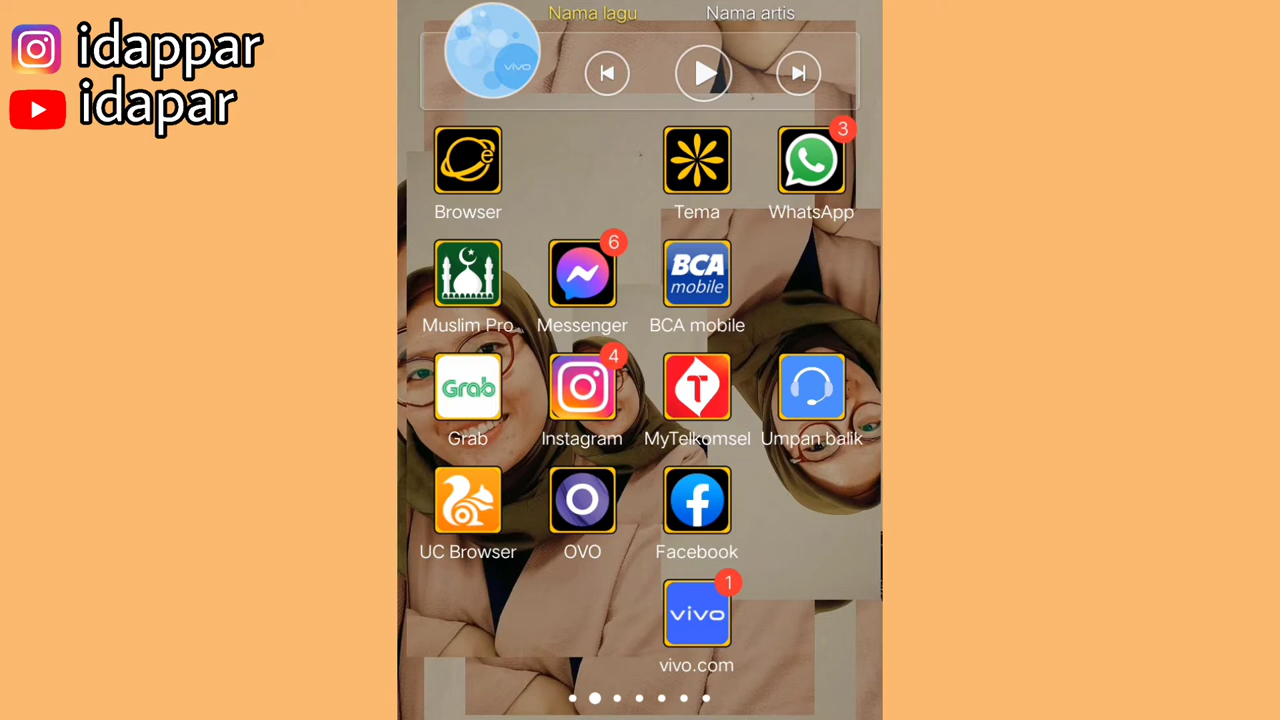 idappar
idapar
Nama lagu
Nama artis
vivo
e
3
Browser
Tema
WhatsApp
6
BCA
mobile
Muslim Pro...
Messenger
BCA mobile
4
Grab
T
Grab
Instagram
MyTelkomsel
Umpan balik
UC Browser
OVO
Facebook
1
vivo
vivo.com